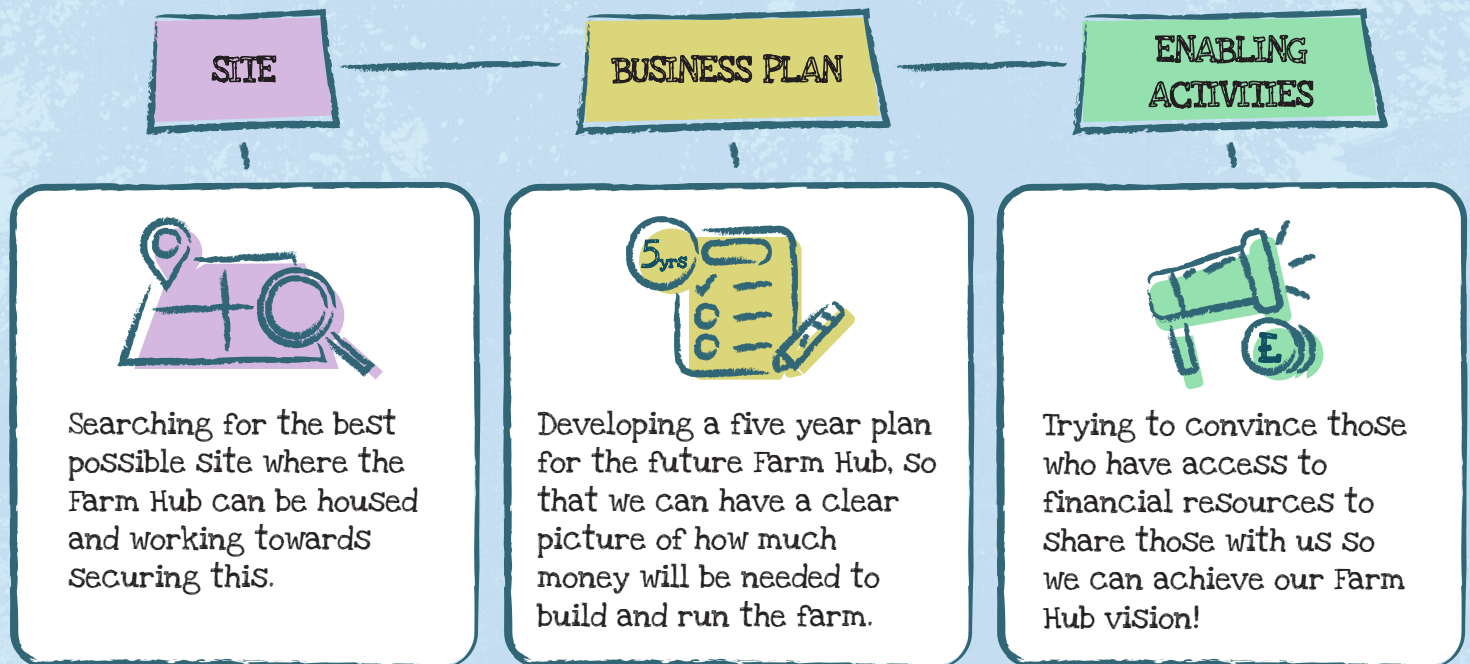 SITE
BUSINESS PLAN
ENABLING
ACTIVITIES
Searching for the best
possible site where the
Farm Hub can be housed
and working towards
securing this.
5yrs
Developing a five year plan
for the future Farm Hub, so
that we can have a clear
picture of how much
money will be needed to
build and run the farm.
£
Trying to convince those
who have access to
financial resources to
share those with us so
we can achieve our Farm
Hub vision!